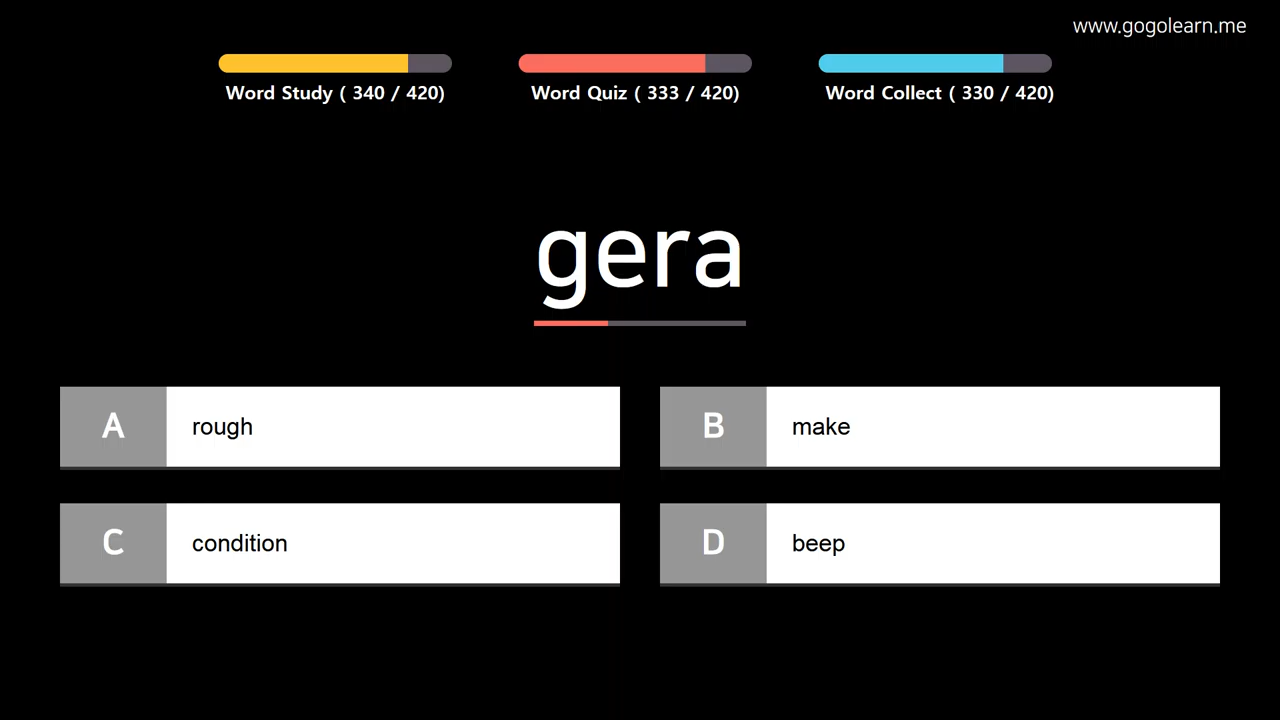 www.gogolearn.me
Word Study ( 340 / 420)
Word Quiz ( 333 / 420)
Word Collect ( 330 / 420)
gera
A rough
B make
C condition
D beep